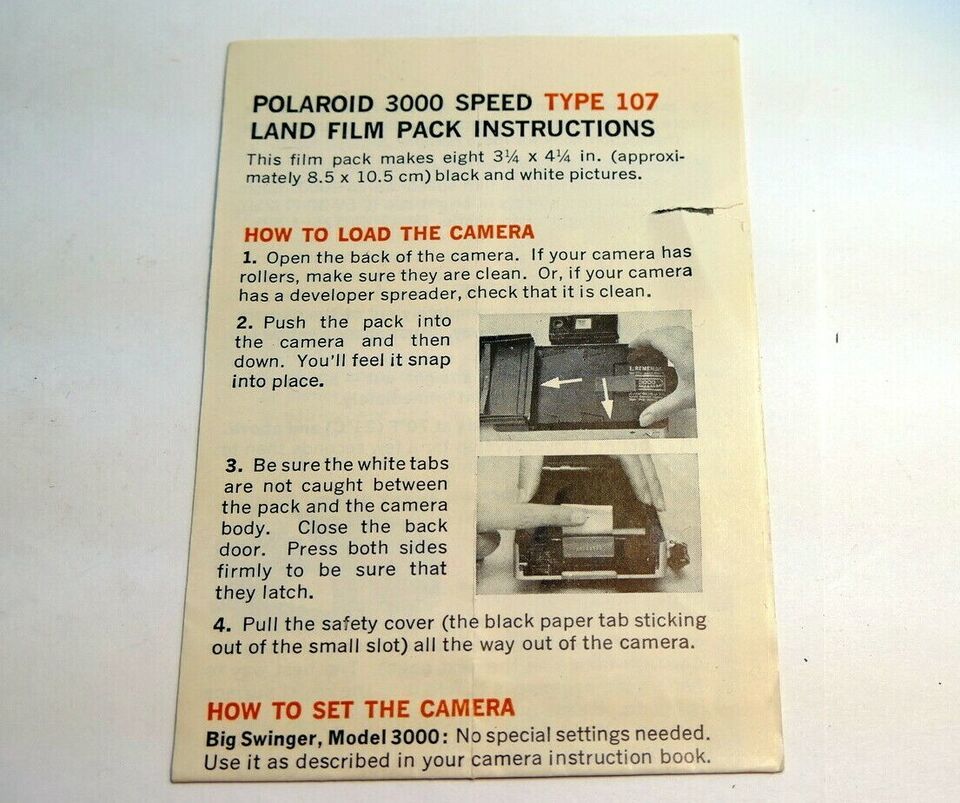 POLAROID 3000 SPEED TYPE 107
LAND FILM PACK INSTRUCTIONS
This film pack makes eight 3¼ x 4¼ in. (approxi-
mately 8.5 x 10.5 cm) black and white pictures.
HOW TO LOAD THE CAMERA
1. Open the back of the camera. If your camera has
rollers, make sure they are clean. Or, if your camera
has a developer spreader, check that it is clean.
2. Push the pack into
the camera and then
down. You'll feel it snap
into place.
3. Be sure the white tabs
are not caught between
the pack and the camera
body. Close the back
door. Press both sides
firmly to be sure that
they latch.
4. Pull the safety cover (the black paper tab sticking
out of the small slot) all the way out of the camera.
HOW TO SET THE CAMERA
Big Swinger, Model 3000: No special settings needed.
Use it as described in your camera instruction book.